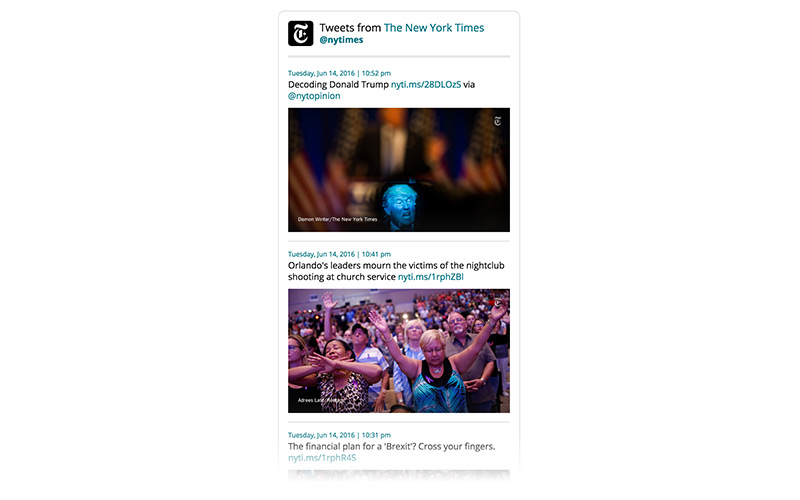 Tweets from The New York Times
@nytimes
Tuesday, Jun 14, 2016 | 10:52 pm
Decoding Donald Trump nyti.ms/28DLOzS via
@nytopinion
Damon Winter/The New York Times
Tuesday, Jun 14, 2016 | 10:41 pm
Orlando's leaders mourn the victims of the nightclub
shooting at church service nyti.ms/1rphZBl
Adrees
Tuesday, Jun 14, 2016 | 10:31 pm
The financial plan for a 'Brexit'? Cross your fingers.
nyti.ms/1rphR4S